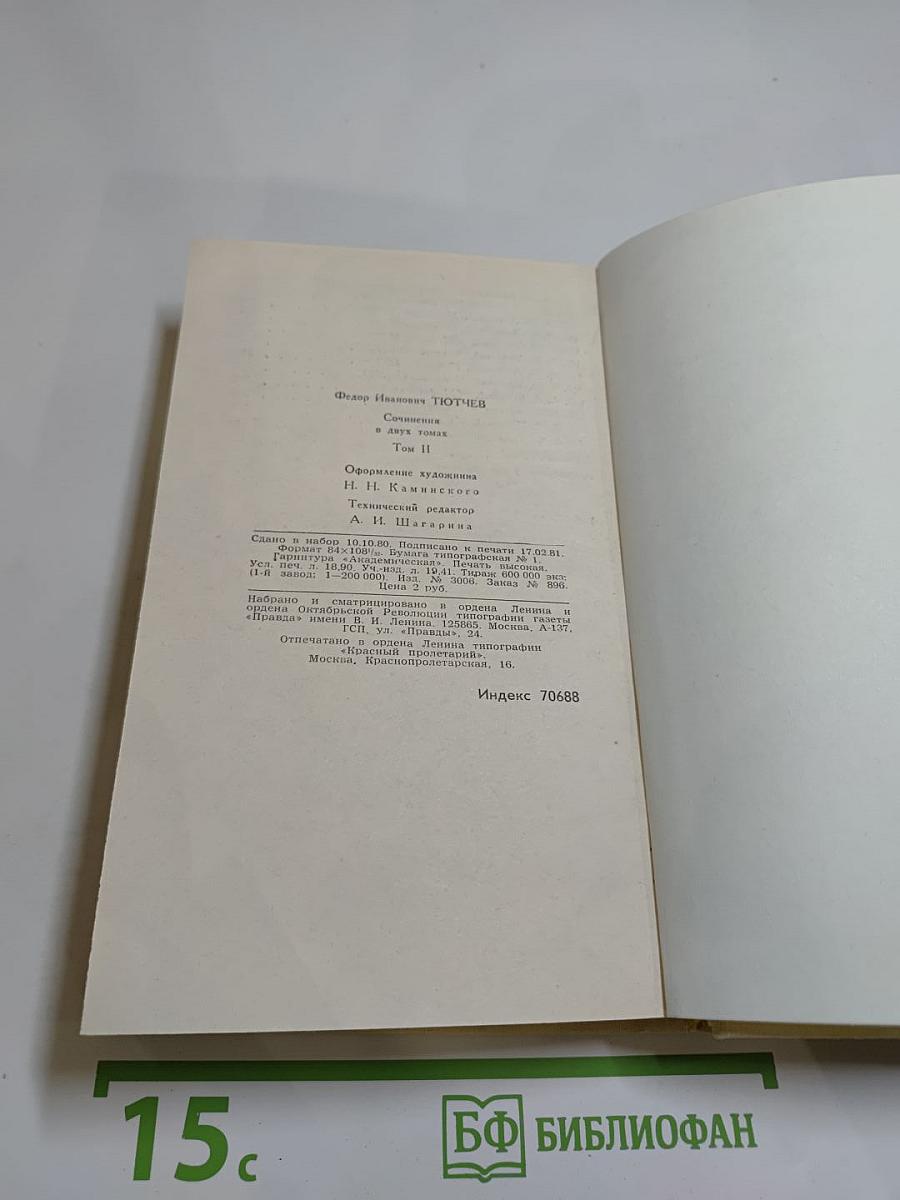 Федор Иванович ТЮТЧЕВ
Сочинения
в двух томах
Том II
Оформление художника
Н. Н. Каминского
Технический редактор
А. И. Шагарина
Сдано в набор 10.10.80. Подписано к печати 17.02.81.
Формат 84×108¹/₃₂. Бумага типографская № 1.
Гарнитура «Академическая». Печать высокая.
Усл. печ. л. 18,90. Уч.-изд. л. 19,41. Тираж 600 000 экз.
(1-й завод: 1—200 000). Изд. № 3006. Заказ № 896.
Цена 2 руб.
Набрано и сматрицировано в ордена Ленина и
ордена Октябрьской Революции типографии газеты
«Правда» имени В. И. Ленина. 125865. Москва, А-137,
ГСП, ул. «Правды», 24.
Отпечатано в ордена Ленина типографии
«Красный пролетарий».
Москва, Краснопролетарская, 16.
Индекс 70688
15 с
БФ БИБЛИОФАН